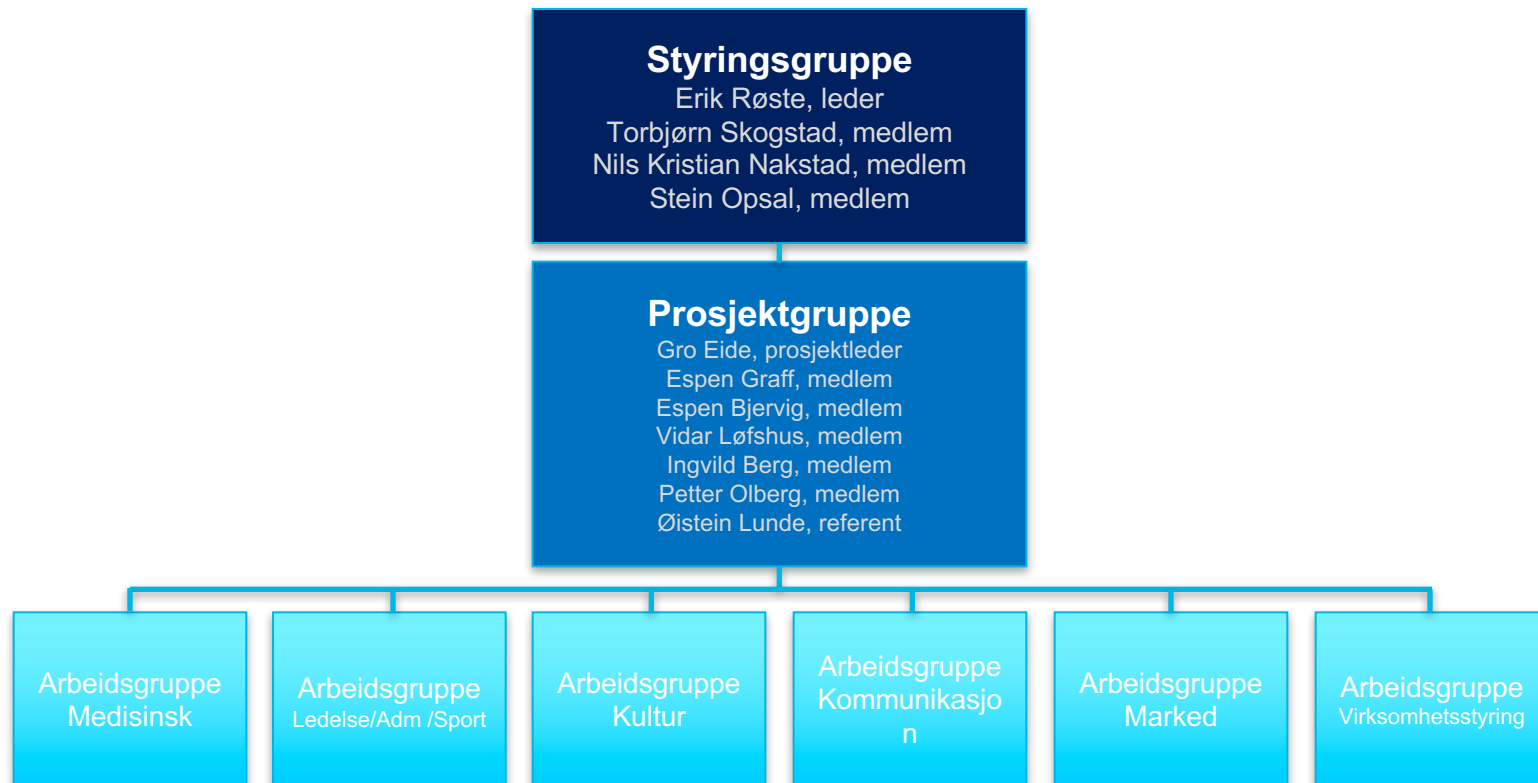 Styringsgruppe
Erik Røste, leder
Torbjørn Skogstad, medlem
Nils Kristian Nakstad, medlem
Stein Opsal, medlem
Prosjektgruppe
Gro Eide, prosjektleder
Espen Graff, medlem
Espen Bjervig, medlem
Vidar Løfshus, medlem
Ingvild Berg, medlem
Petter Olberg, medlem
Øistein Lunde, referent
Arbeidsgruppe
Medisinsk
Arbeidsgruppe
Ledelse/Adm /Sport
Arbeidsgruppe
Kultur
Arbeidsgruppe
Kommunikasjo
n
Arbeidsgruppe
Marked
Arbeidsgruppe
Virksomhetsstyring